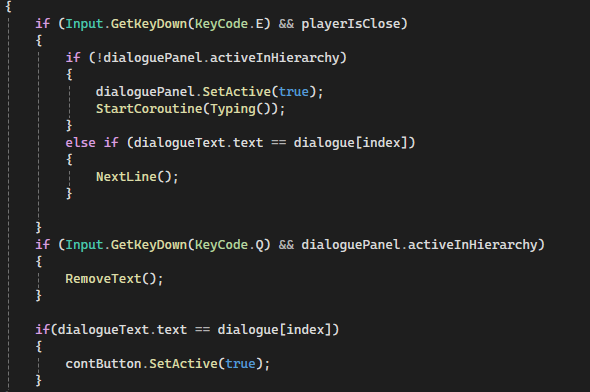 {
if (Input.GetKeyDown(KeyCode.E) && playerIsClose)
{
if (!dialoguePanel.activeInHierarchy)
{
dialoguePanel.SetActive(true);
StartCoroutine(Typing());
}
else if (dialogueText.text == dialogue[index])
{
NextLine();
}
}
if (Input.GetKeyDown(KeyCode.Q) && dialoguePanel.activeInHierarchy)
{
RemoveText();
}
if(dialogueText.text == dialogue[index])
{
contButton.SetActive(true);
}